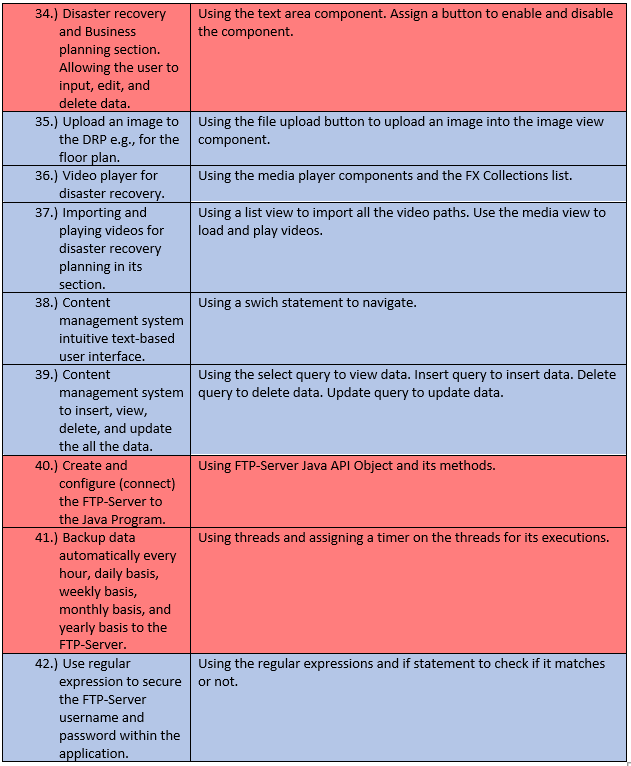 34.) Disaster recovery
and Business
planning section.
Allowing the user to
input, edit, and
delete data.
Using the text area component. Assign a button to enable and disable
the component.
35.) Upload an image to
the DRP e.g., for the
floor plan.
Using the file upload button to upload an image into the image view
component.
36.) Video player for
disaster recovery.
Using the media player components and the FX Collections list.
37.) Importing and
playing videos for
disaster recovery
planning in its
section.
Using a list view to import all the video paths. Use the media view to
load and play videos.
38.) Content
management system
intuitive text-based
user interface.
Using a swich statement to navigate.
39.) Content
management system
to insert, view,
delete, and update
the all the data.
Using the select query to view data. Insert query to insert data. Delete
query to delete data. Update query to update data.
40.) Create and
configure (connect)
the FTP-Server to
the Java Program.
Using FTP-Server Java API Object and its methods.
41.) Backup data
automatically every
hour, daily basis,
weekly basis,
monthly basis, and
yearly basis to the
FTP-Server.
Using threads and assigning a timer on the threads for its executions.
42.) Use regular
expression to secure
the FTP-Server
username and
password within the
application.
Using the regular expressions and if statement to check if it matches
or not.